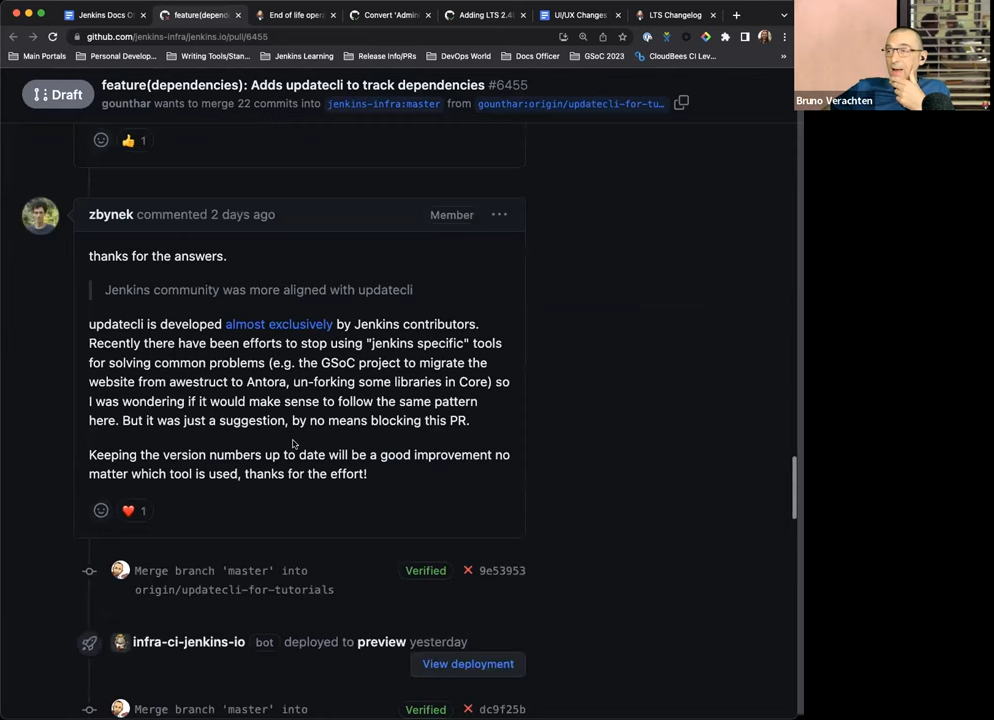 Jenkins Docs O
feature(depend
End of life oper
Convert 'Admin
Adding LTS 2.4
UI/UX Changes
LTS Changelog
github.com/jenkins-infra/jenkins.io/pull/6455
Main Portals
Personal Develop...
Writing Tools/Stan...
Jenkins Learning
Release Info/PRs
DevOps World
Docs Officer
GSoC 2023
CloudBees CI Lev...
»
Bruno Verachten
Draft
feature(dependencies): Adds updatecli to track dependencies #6455
gounthar wants to merge 22 commits into jenkins-infra:master from gounthar:origin/updatecli-for-tu...
1
zbynek commented 2 days ago
Member
thanks for the answers.
Jenkins community was more aligned with updatecli
updatecli is developed almost exclusively by Jenkins contributors.
Recently there have been efforts to stop using "jenkins specific" tools
for solving common problems (e.g. the GSoC project to migrate the
website from awestruct to Antora, un-forking some libraries in Core) so
I was wondering if it would make sense to follow the same pattern
here. But it was just a suggestion, by no means blocking this PR.
Keeping the version numbers up to date will be a good improvement no
matter which tool is used, thanks for the effort!
1
Merge branch 'master' into
origin/updatecli-for-tutorials
Verified
9e53953
infra-ci-jenkins-io bot deployed to preview yesterday
View deployment
Merge branch 'master' into
Verified
dc9f25b